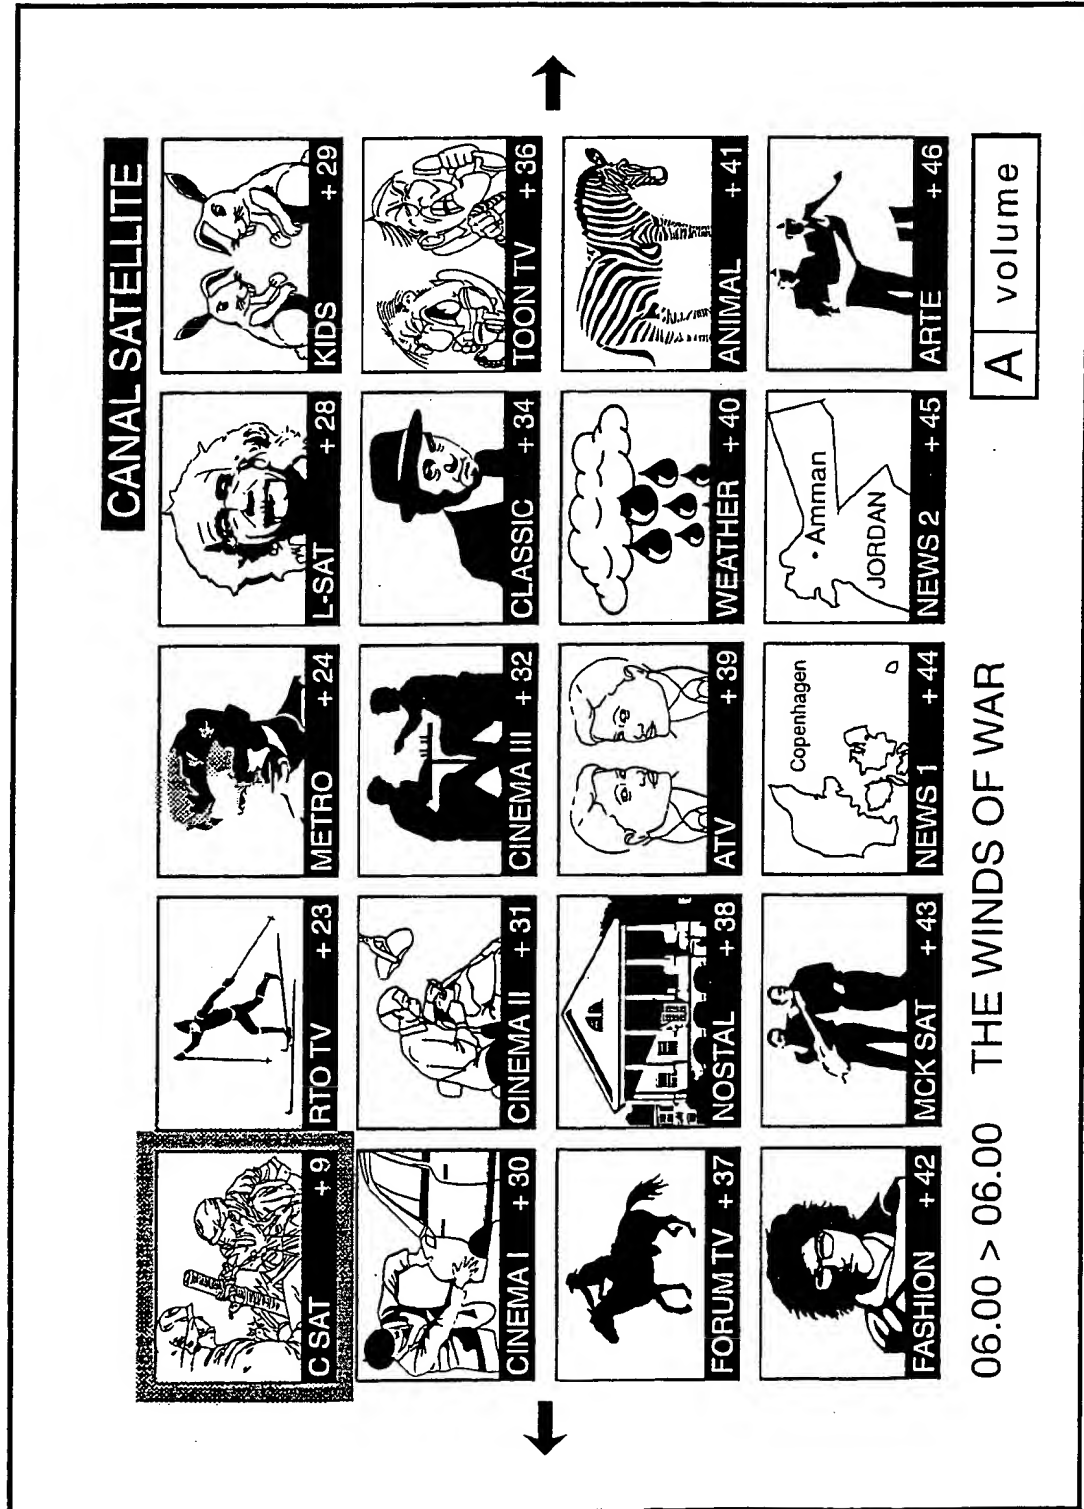 CANAL SATELLITE
C SAT +9
RTO TV +23
METRO +24
L-SAT +28
KIDS +29
CINEMA I +30
CINEMA II +31
CINEMA III +32
CLASSIC +34
TOON TV +36
FORUM TV +37
NOSTAL +38
ATV +39
WEATHER +40
ANIMAL +41
Copenhagen
Amman
JORDAN
FASHION +42
MCK SAT +43
NEWS 1 +44
NEWS 2 +45
ARTE +46
06.00 > 06.00 THE WINDS OF WAR
A volume